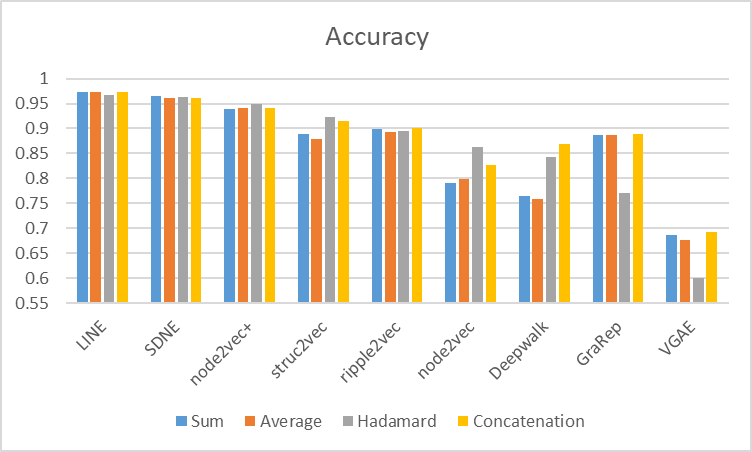 Accuracy
1
0.95
0.9
0.85
0.8
0.75
0.7
0.65
0.6
0.55
LINE
SDNE
node2vec+
struc2vec
ripple2vec
node2vec
Deepwalk
GraRep
VGAE
Sum Average Hadamard Concatenation